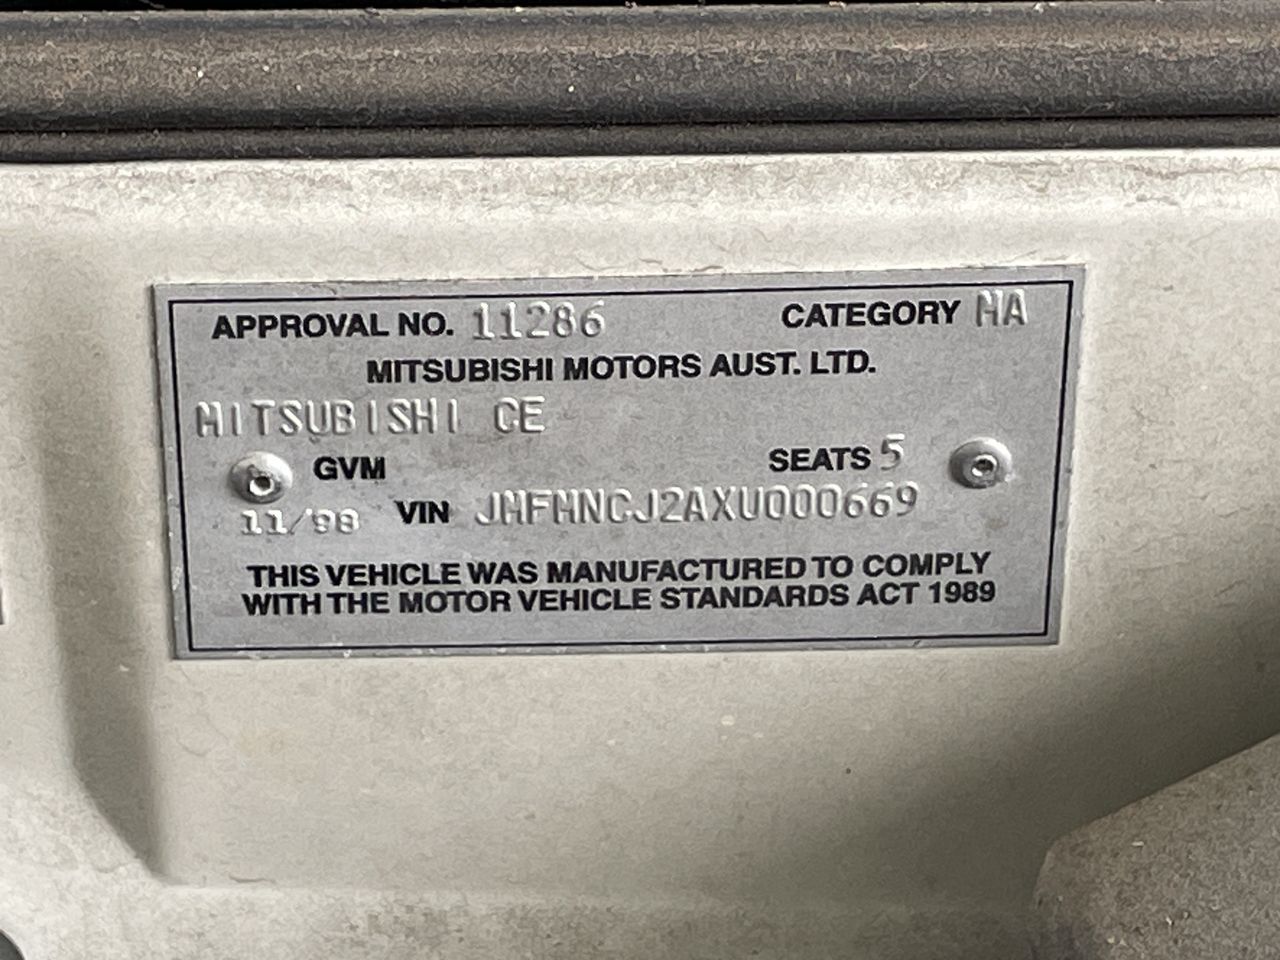 APPROVAL NO. 11286 CATEGORY MA
MITSUBISHI MOTORS AUST. LTD.
MITSUBISHI CE
GVM SEATS 5
11/98 VIN JMFMNCJ2AXU000669
THIS VEHICLE WAS MANUFACTURED TO COMPLY
WITH THE MOTOR VEHICLE STANDARDS ACT 1989